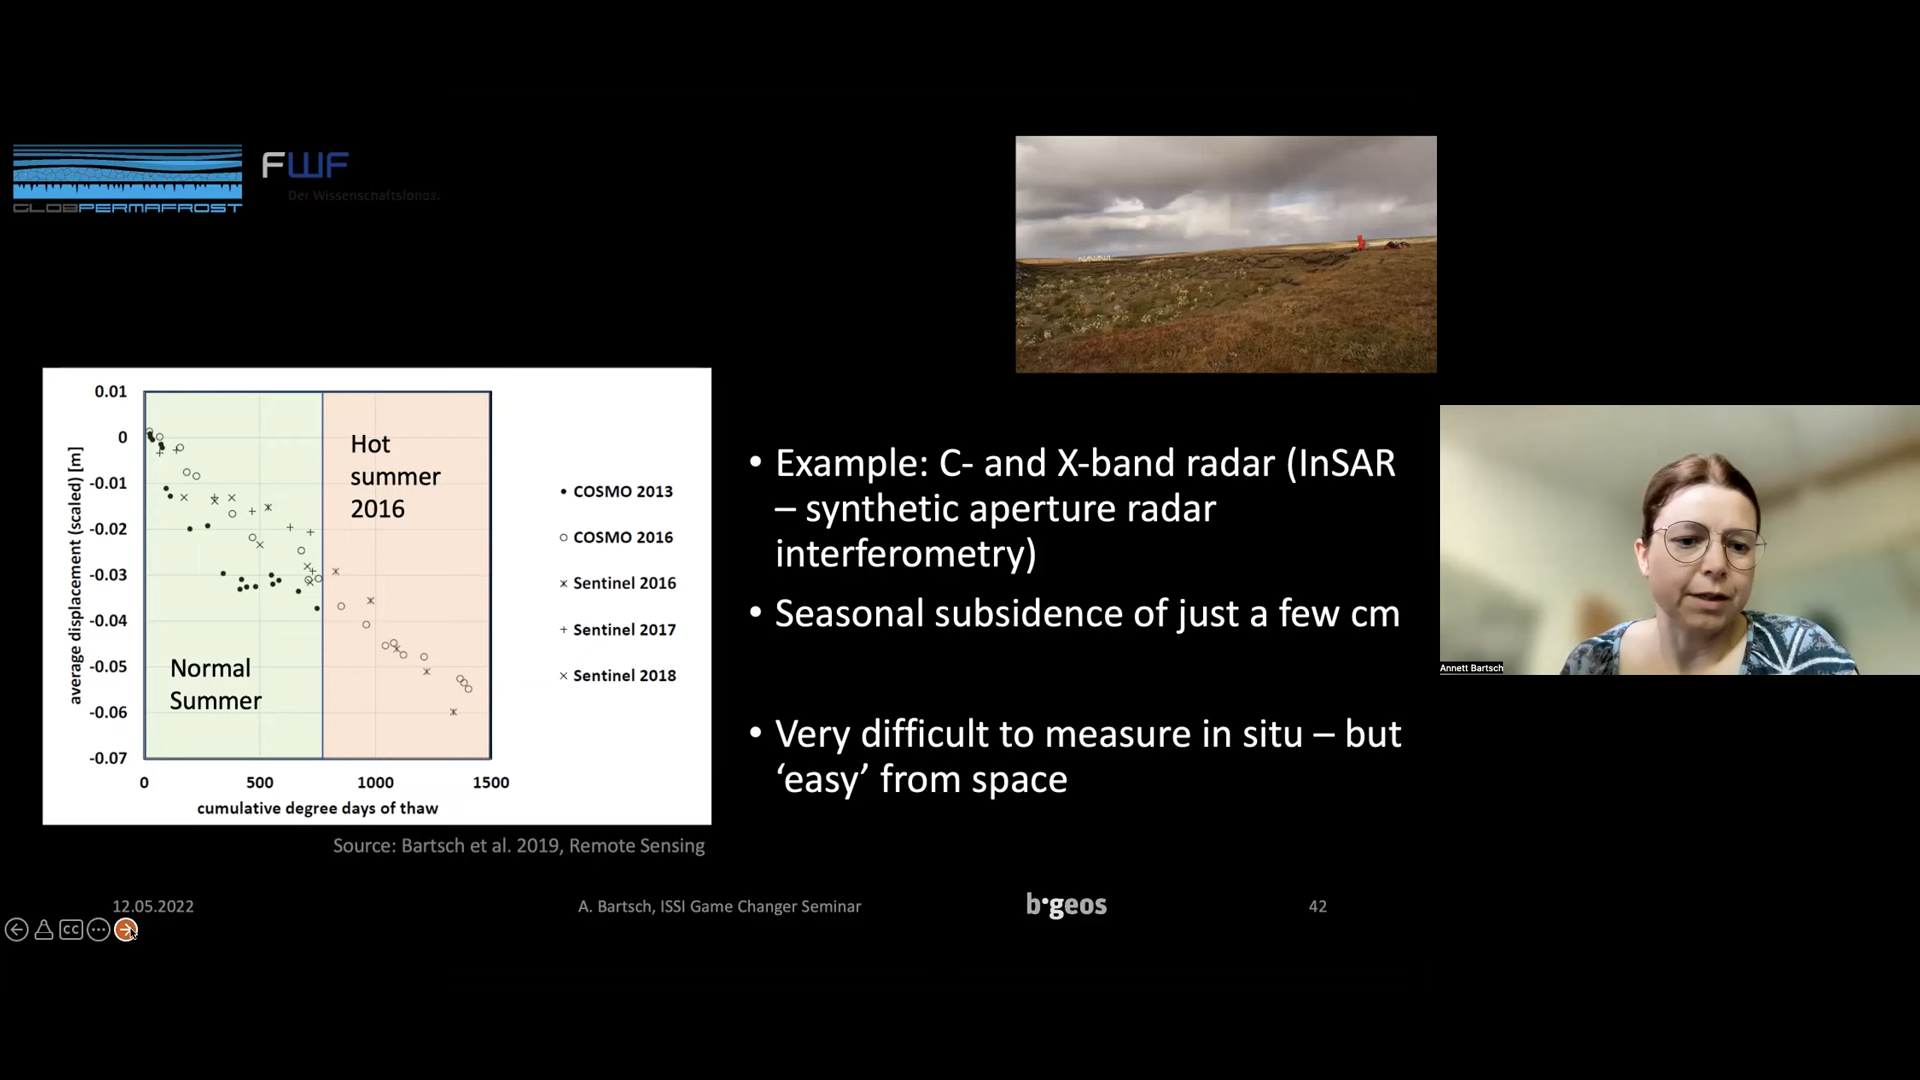 GLOBPERMAFROST
FWF
Der Wissenschaftsfonds.
0.01
0
-0.01
-0.02
-0.03
-0.04
-0.05
-0.06
-0.07
average displacement (scaled) [m]
Hot
summer
2016
Normal
Summer
0 500 1000 1500
cumulative degree days of thaw
COSMO 2013
COSMO 2016
Sentinel 2016
Sentinel 2017
Sentinel 2018
Source: Bartsch et al. 2019, Remote Sensing
• Example: C- and X-band radar (InSAR
– synthetic aperture radar
interferometry)
• Seasonal subsidence of just a few cm
• Very difficult to measure in situ – but
‘easy’ from space
Annett Bartsch
12.05.2022
A. Bartsch, ISSI Game Changer Seminar
b•geos
42
CC